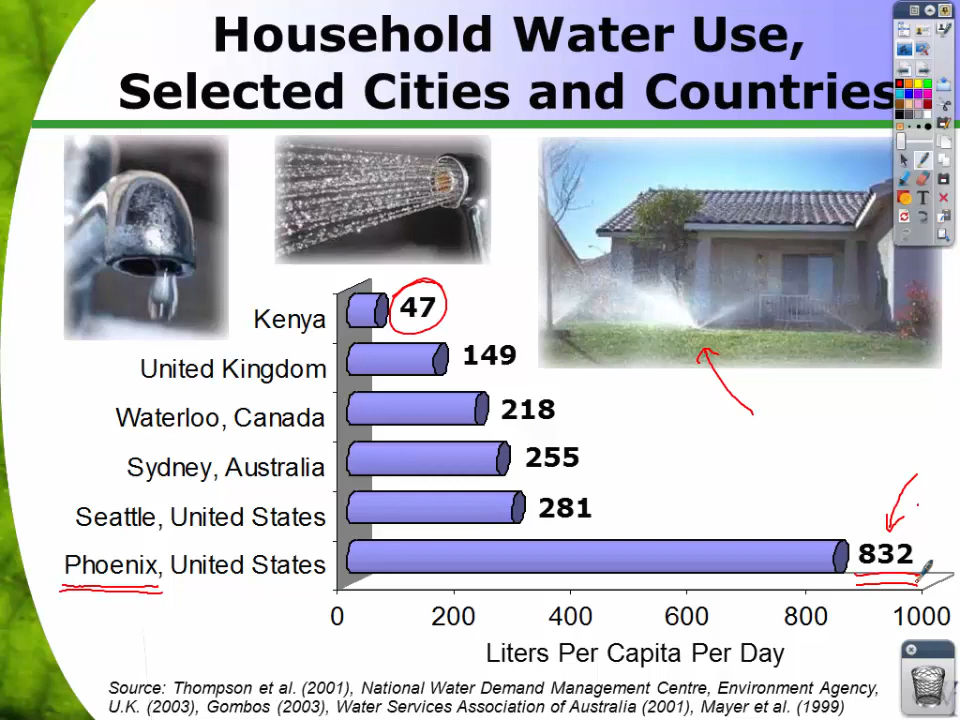 Household Water Use,
Selected Cities and Countries
Kenya 47
United Kingdom 149
Waterloo, Canada 218
Sydney, Australia 255
Seattle, United States 281
Phoenix, United States 832
0 200 400 600 800 1000
Liters Per Capita Per Day
Source: Thompson et al. (2001), National Water Demand Management Centre, Environment Agency,
U.K. (2003), Gombos (2003), Water Services Association of Australia (2001), Mayer et al. (1999)